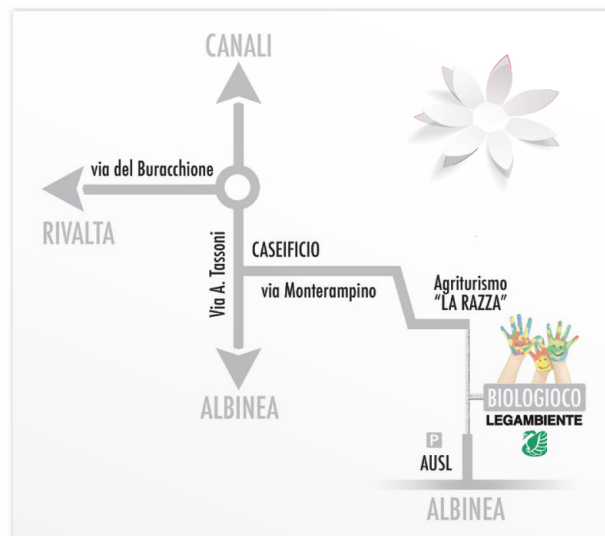 CANALI
via del Buracchione
RIVALTA
Via A. Tassoni
CASEIFICIO
via Monterampino
Agriturismo
“LA RAZZA”
ALBINEA
BIOLOGIOCO
LEGAMBIENTE
P
AUSL
ALBINEA